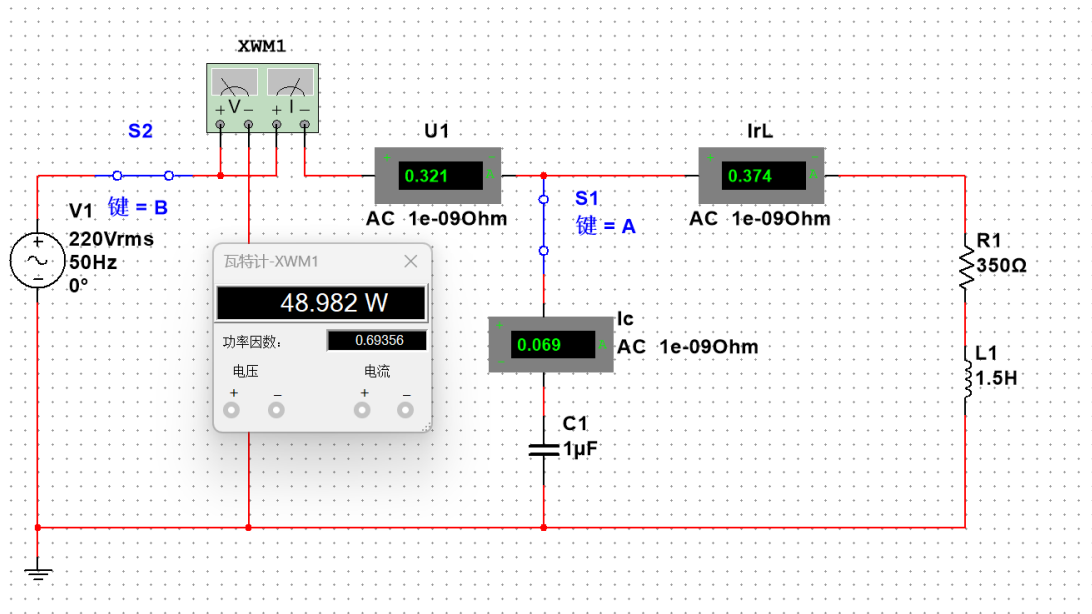 XWM1
V
I
S2
键 = B
U1
0.321
A
AC 1e-09Ohm
IrL
0.374
A
AC 1e-09Ohm
S1
键 = A
V1
220Vrms
50Hz
0°
R1
350Ω
瓦特计-XWM1
48.982 W
功率因数:
0.69356
电压
电流
+
−
+
−
Ic
0.069
A
AC 1e-09Ohm
L1
1.5H
C1
1µF